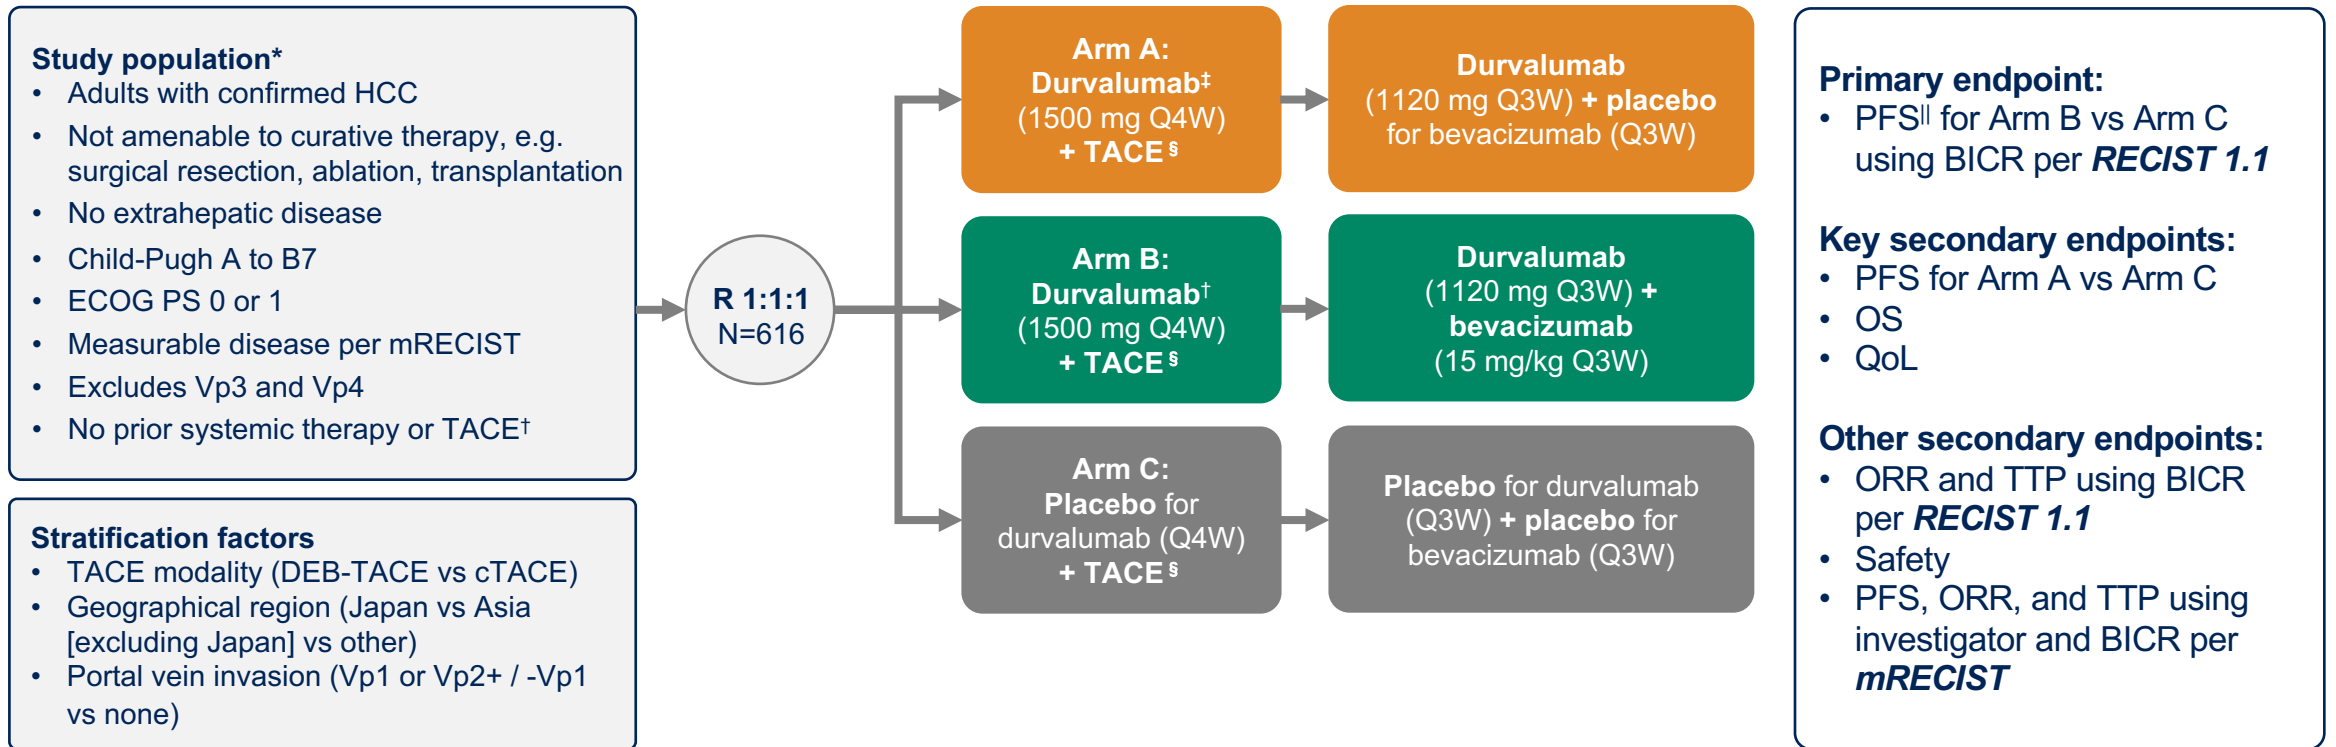 Study population*
• Adults with confirmed HCC
• Not amenable to curative therapy, e.g.
surgical resection, ablation, transplantation
• No extrahepatic disease
• Child-Pugh A to B7
• ECOG PS 0 or 1
• Measurable disease per mRECIST
• Excludes Vp3 and Vp4
• No prior systemic therapy or TACE†
Stratification factors
• TACE modality (DEB-TACE vs cTACE)
• Geographical region (Japan vs Asia
[excluding Japan] vs other)
• Portal vein invasion (Vp1 or Vp2+ / -Vp1
vs none)
R 1:1:1
N=616
Arm A:
Durvalumab‡
(1500 mg Q4W)
+ TACE §
Durvalumab
(1120 mg Q3W) + placebo
for bevacizumab (Q3W)
Arm B:
Durvalumab†
(1500 mg Q4W)
+ TACE §
Durvalumab
(1120 mg Q3W) +
bevacizumab
(15 mg/kg Q3W)
Arm C:
Placebo for
durvalumab (Q4W)
+ TACE §
Placebo for durvalumab
(Q3W) + placebo for
bevacizumab (Q3W)
Primary endpoint:
• PFS|| for Arm B vs Arm C
using BICR per RECIST 1.1
Key secondary endpoints:
• PFS for Arm A vs Arm C
• OS
• QoL
Other secondary endpoints:
• ORR and TTP using BICR
per RECIST 1.1
• Safety
• PFS, ORR, and TTP using
investigator and BICR per
mRECIST